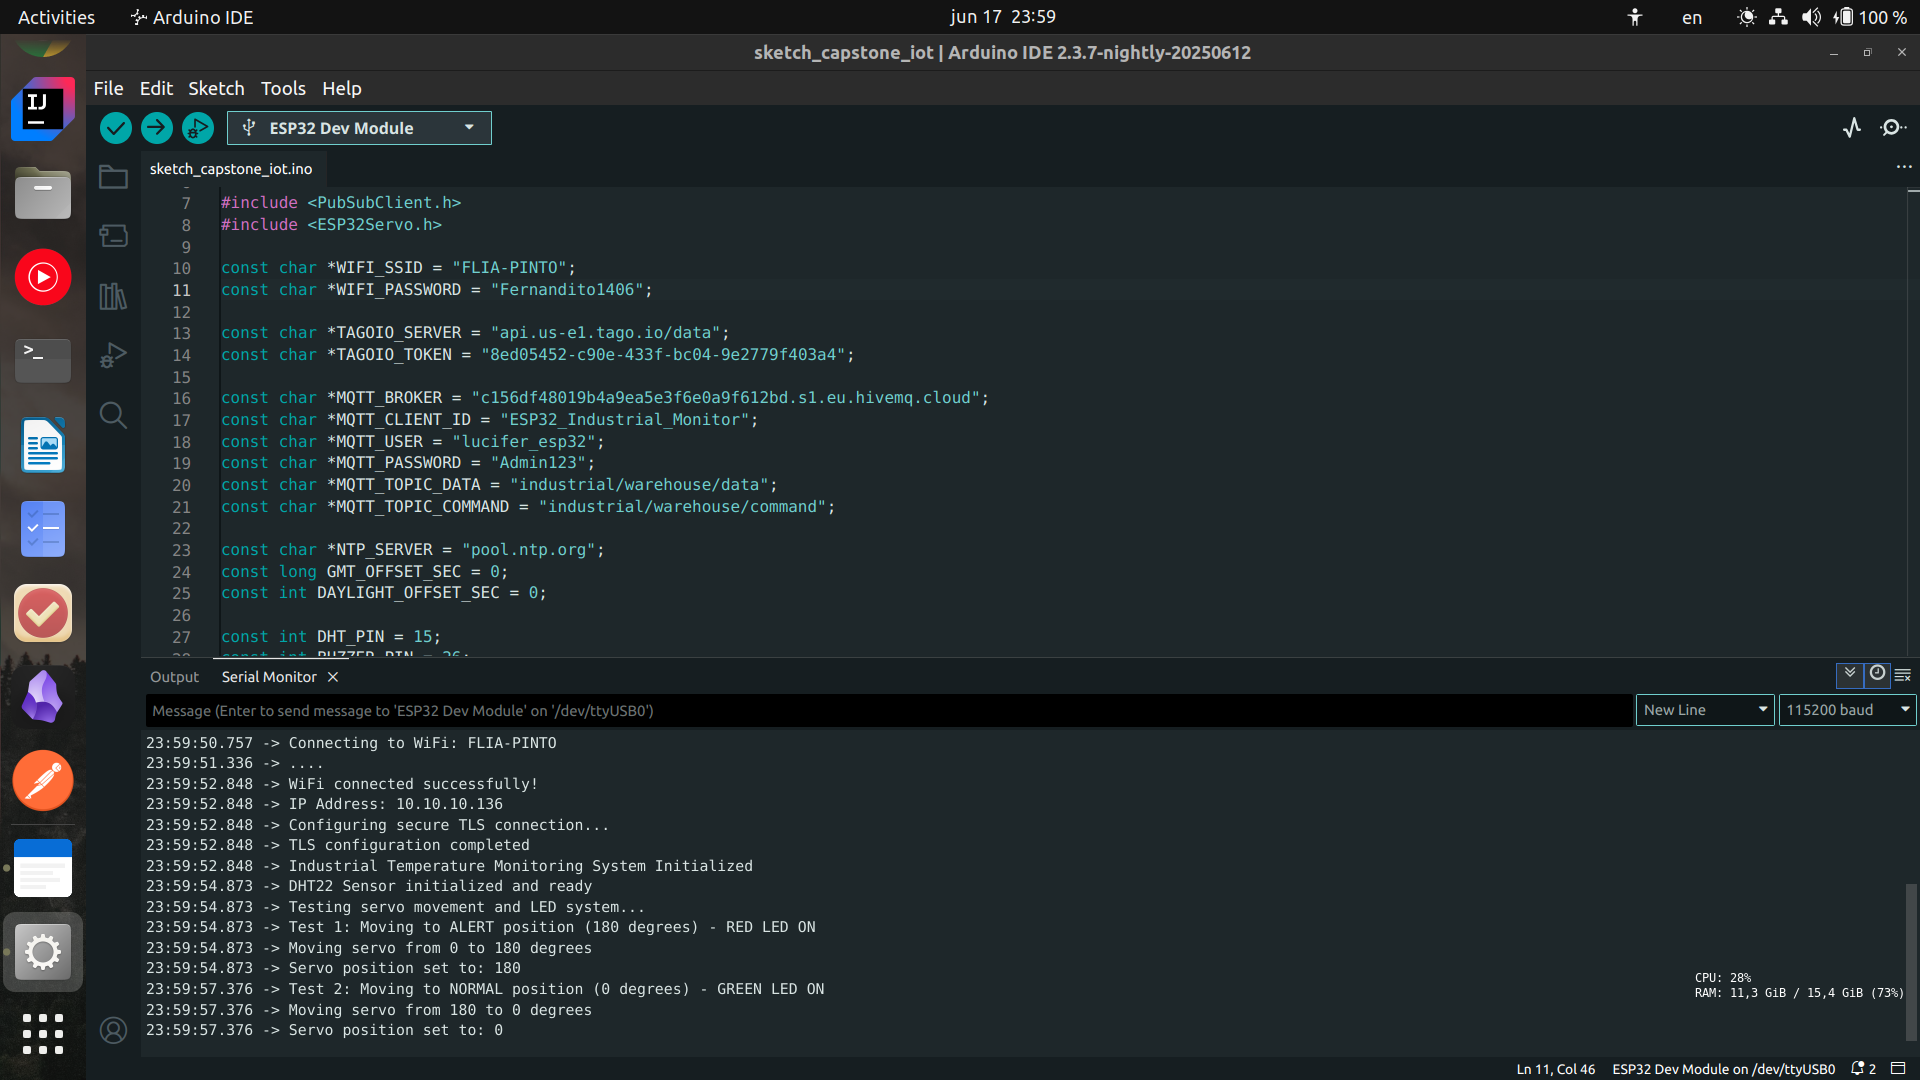 Activities
Arduino IDE
jun 17 23:59
en
100 %
sketch_capstone_iot | Arduino IDE 2.3.7-nightly-20250612
File Edit Sketch Tools Help
ESP32 Dev Module
sketch_capstone_iot.ino
7 #include <PubSubClient.h>
8 #include <ESP32Servo.h>
9
10 const char *WIFI_SSID = "FLIA-PINTO";
11 const char *WIFI_PASSWORD = "Fernandito1406";
12
13 const char *TAGOIO_SERVER = "api.us-e1.tago.io/data";
14 const char *TAGOIO_TOKEN = "8ed05452-c90e-433f-bc04-9e2779f403a4";
15
16 const char *MQTT_BROKER = "c156df48019b4a9ea5e3f6e0a9f612bd.s1.eu.hivemq.cloud";
17 const char *MQTT_CLIENT_ID = "ESP32_Industrial_Monitor";
18 const char *MQTT_USER = "lucifer_esp32";
19 const char *MQTT_PASSWORD = "Admin123";
20 const char *MQTT_TOPIC_DATA = "industrial/warehouse/data";
21 const char *MQTT_TOPIC_COMMAND = "industrial/warehouse/command";
22
23 const char *NTP_SERVER = "pool.ntp.org";
24 const long GMT_OFFSET_SEC = 0;
25 const int DAYLIGHT_OFFSET_SEC = 0;
26
27 const int DHT_PIN = 15;
28 const int BUZZER_PIN = 26;
Output Serial Monitor
Message (Enter to send message to 'ESP32 Dev Module' on '/dev/ttyUSB0')
New Line
115200 baud
23:59:50.757 -> Connecting to WiFi: FLIA-PINTO
23:59:51.336 -> ....
23:59:52.848 -> WiFi connected successfully!
23:59:52.848 -> IP Address: 10.10.10.136
23:59:52.848 -> Configuring secure TLS connection...
23:59:52.848 -> TLS configuration completed
23:59:52.848 -> Industrial Temperature Monitoring System Initialized
23:59:54.873 -> DHT22 Sensor initialized and ready
23:59:54.873 -> Testing servo movement and LED system...
23:59:54.873 -> Test 1: Moving to ALERT position (180 degrees) - RED LED ON
23:59:54.873 -> Moving servo from 0 to 180 degrees
23:59:54.873 -> Servo position set to: 180
23:59:57.376 -> Test 2: Moving to NORMAL position (0 degrees) - GREEN LED ON
23:59:57.376 -> Moving servo from 180 to 0 degrees
23:59:57.376 -> Servo position set to: 0
CPU: 28%
RAM: 11,3 GiB / 15,4 GiB (73%)
Ln 11, Col 46 ESP32 Dev Module on /dev/ttyUSB0 2
IJ
>_